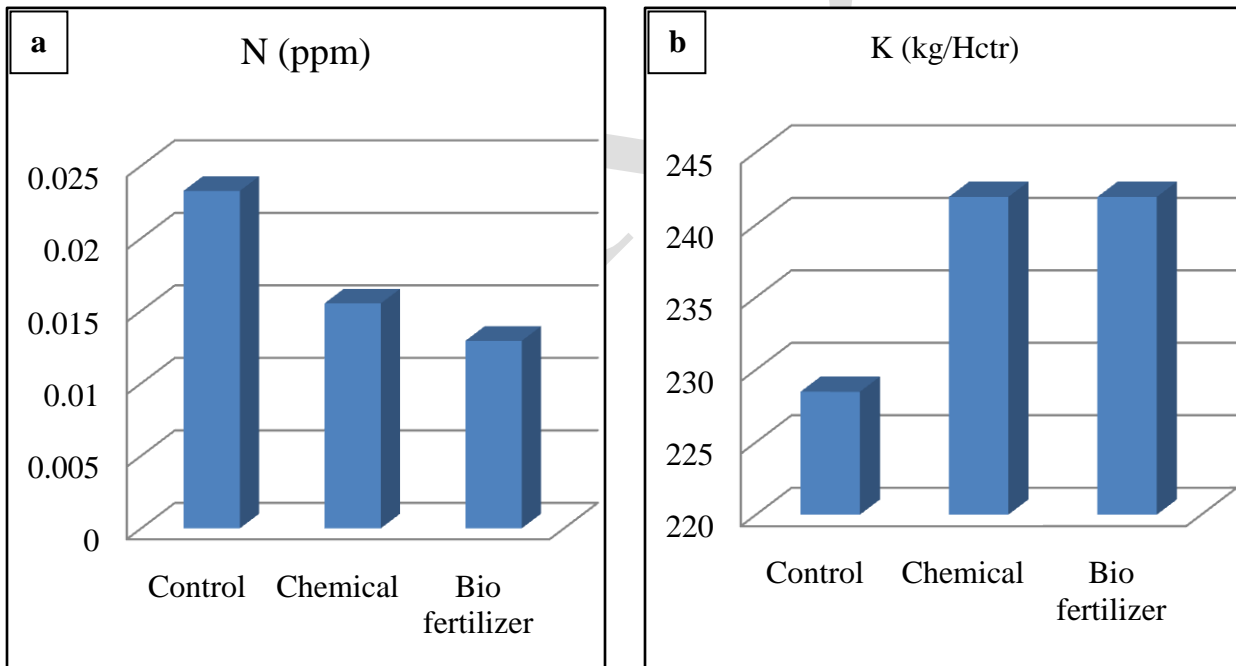 a
N (ppm)
0.025
0.02
0.015
0.01
0.005
0
Control
Chemical
Bio
fertilizer
b
K (kg/Hctr)
245
240
235
230
225
220
Control
Chemical
Bio
fertilizer